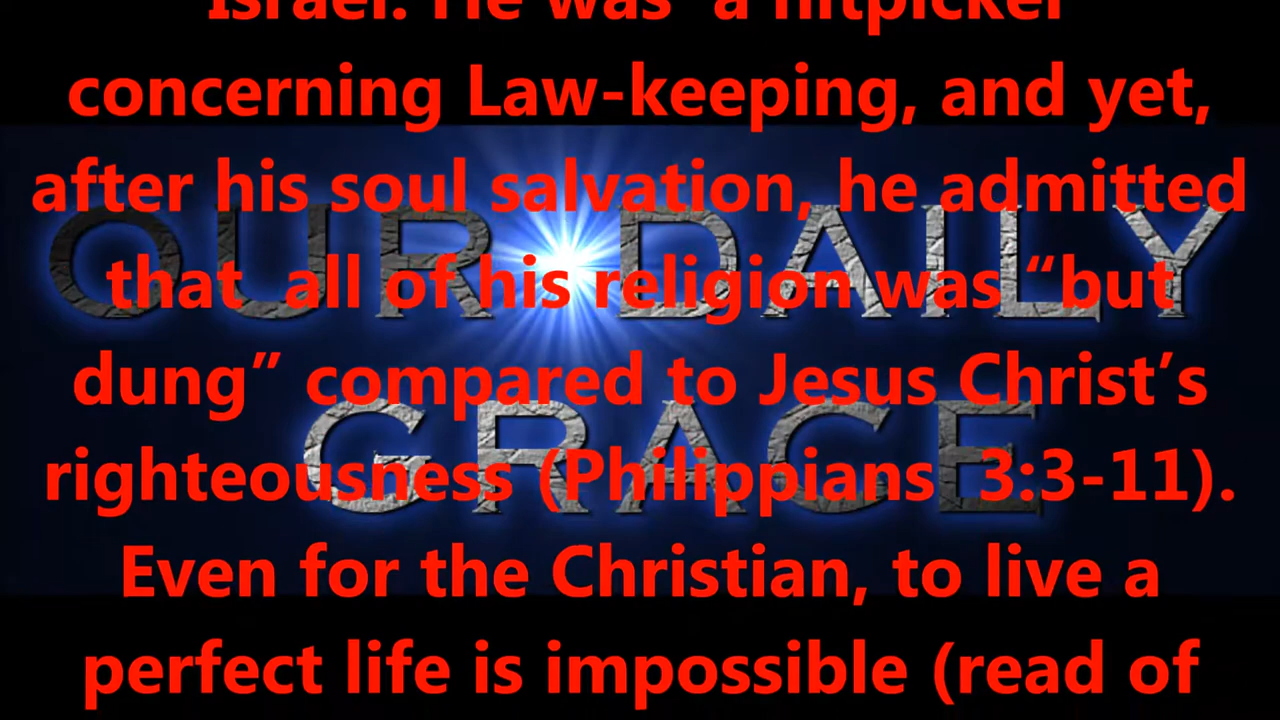 Israel. He was a nitpicker
concerning Law-keeping, and yet,
after his soul salvation, he admitted
OUR DAILY
that all of his religion was “but
dung” compared to Jesus Christ’s
GRACE
righteousness (Philippians 3:3-11).
Even for the Christian, to live a
perfect life is impossible (read of